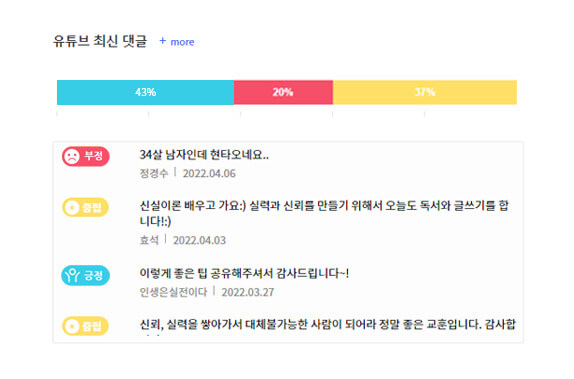 유튜브 최신 댓글 + more
43% 20% 37%
부정 34살 남자인데 현타오네요..
정경수 | 2022.04.06
중립 신실이론 배우고 가요:) 실력과 신뢰를 만들기 위해서 오늘도 독서와 글쓰기를 합
니다!:)
효석 | 2022.04.03
긍정 이렇게 좋은 팁 공유해주셔서 감사드립니다~!
인생은실전이다 | 2022.03.27
중립 신뢰, 실력을 쌓아가서 대체불가능한 사람이 되어라 정말 좋은 교훈입니다. 감사합